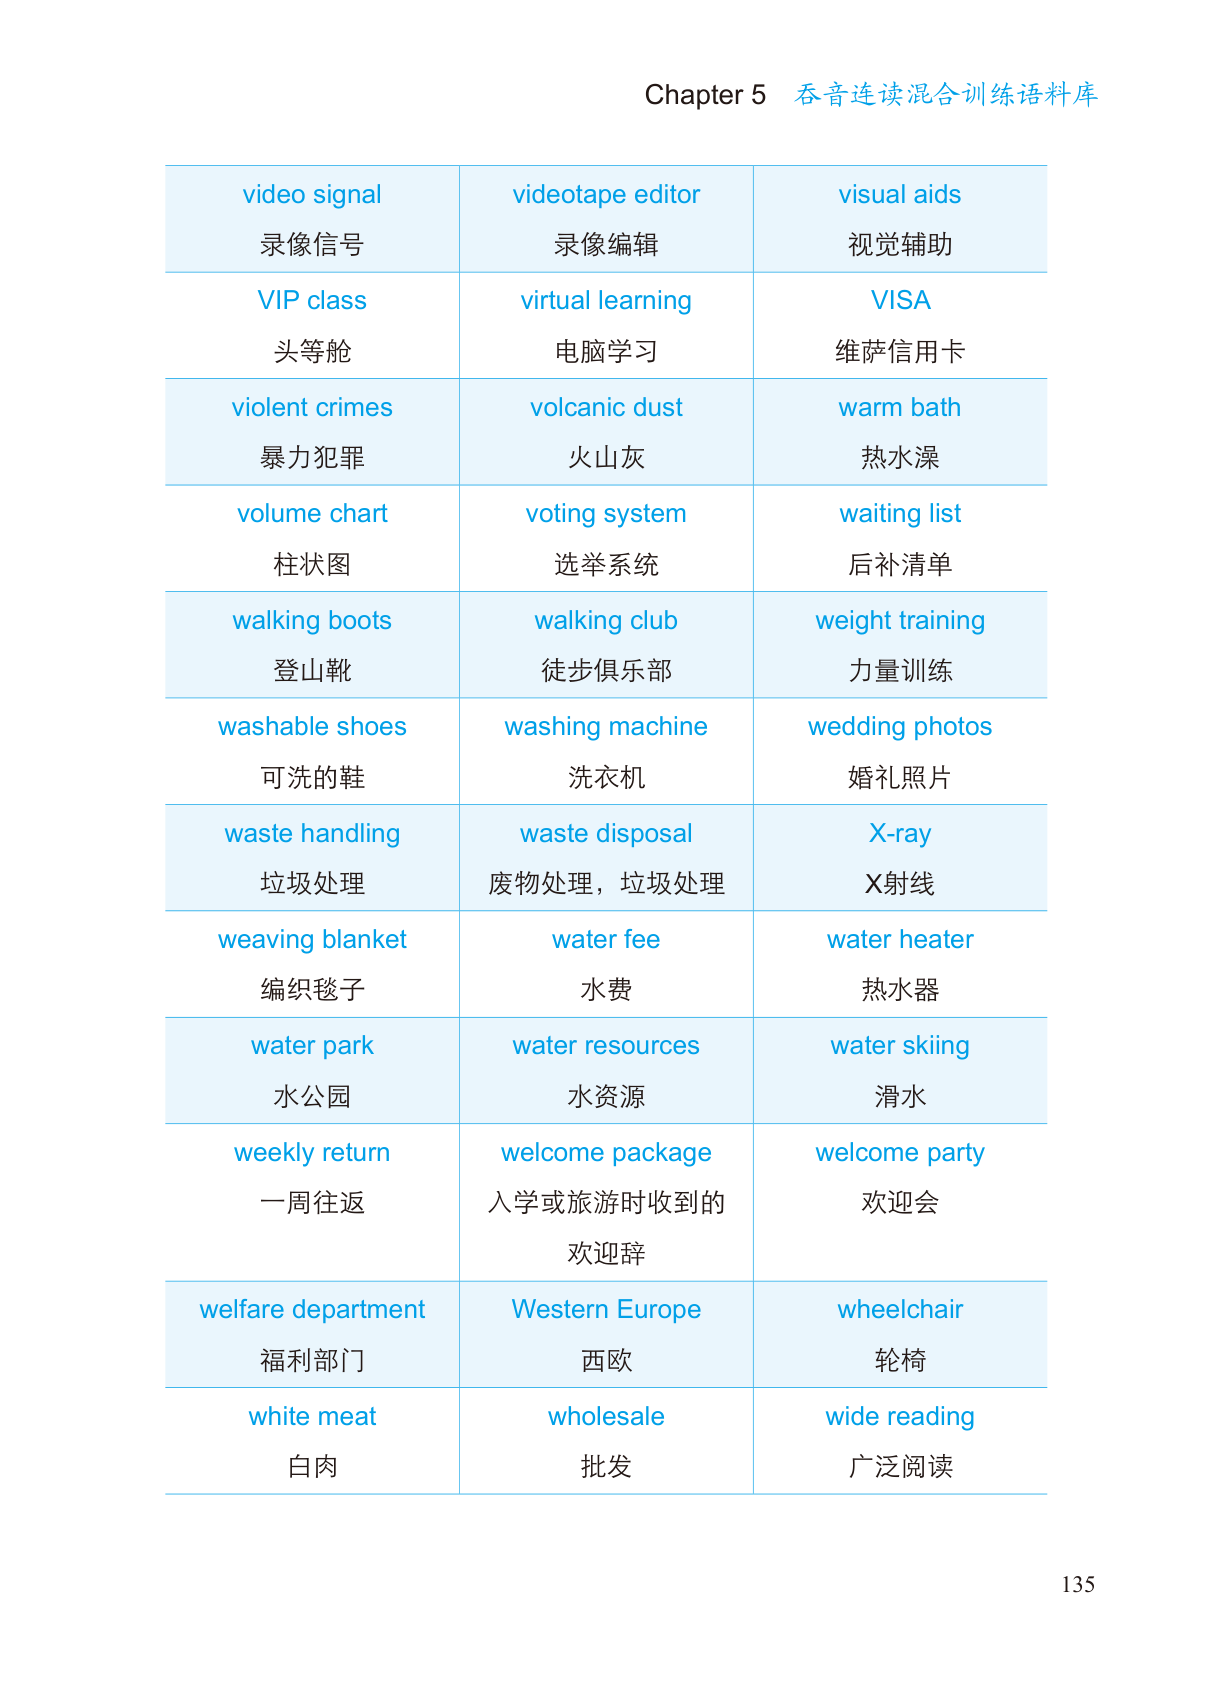 Chapter 5 吞音连读混合训练语料库
video signal videotape editor visual aids
录像信号 录像编辑 视觉辅助
VIP class virtual learning VISA
头等舱 电脑学习 维萨信用卡
violent crimes volcanic dust warm bath
暴力犯罪 火山灰 热水澡
volume chart voting system waiting list
柱状图 选举系统 后补清单
walking boots walking club weight training
登山靴 徒步俱乐部 力量训练
washable shoes washing machine wedding photos
可洗的鞋 洗衣机 婚礼照片
waste handling waste disposal X-ray
垃圾处理 废物处理，垃圾处理 X射线
weaving blanket water fee water heater
编织毯子 水费 热水器
water park water resources water skiing
水公园 水资源 滑水
weekly return welcome package welcome party
一周往返 入学或旅游时收到的 欢迎会
欢迎辞
welfare department Western Europe wheelchair
福利部门 西欧 轮椅
white meat wholesale wide reading
白肉 批发 广泛阅读
135